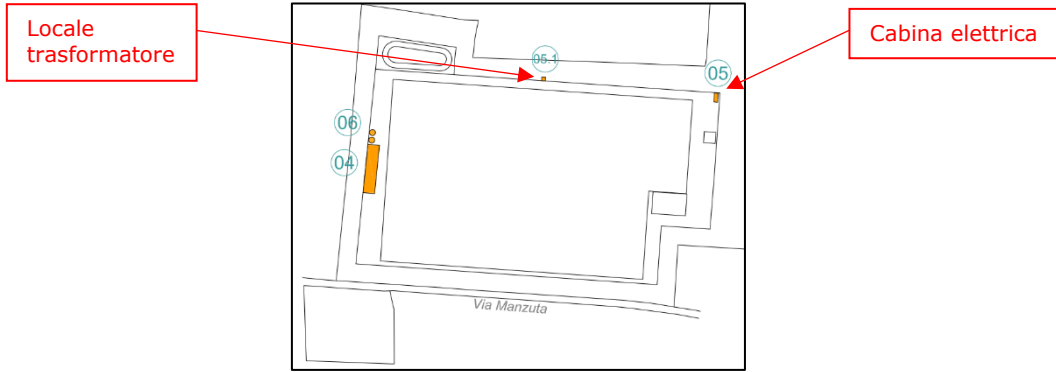 Locale
trasformatore
Cabina elettrica
05.1
05
06
04
Via Manzuta